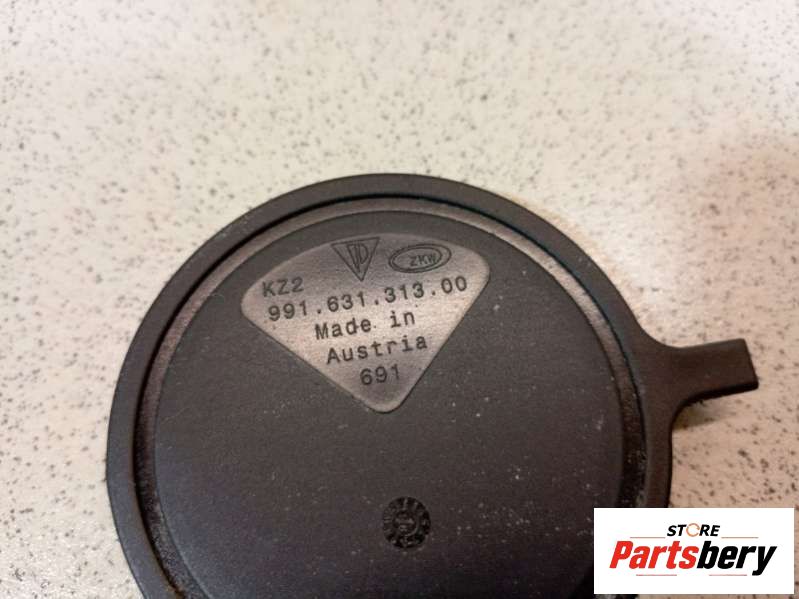 ZKW
KZ2
991.631.313.00
Made in
Austria
691
STORE
Partsbery